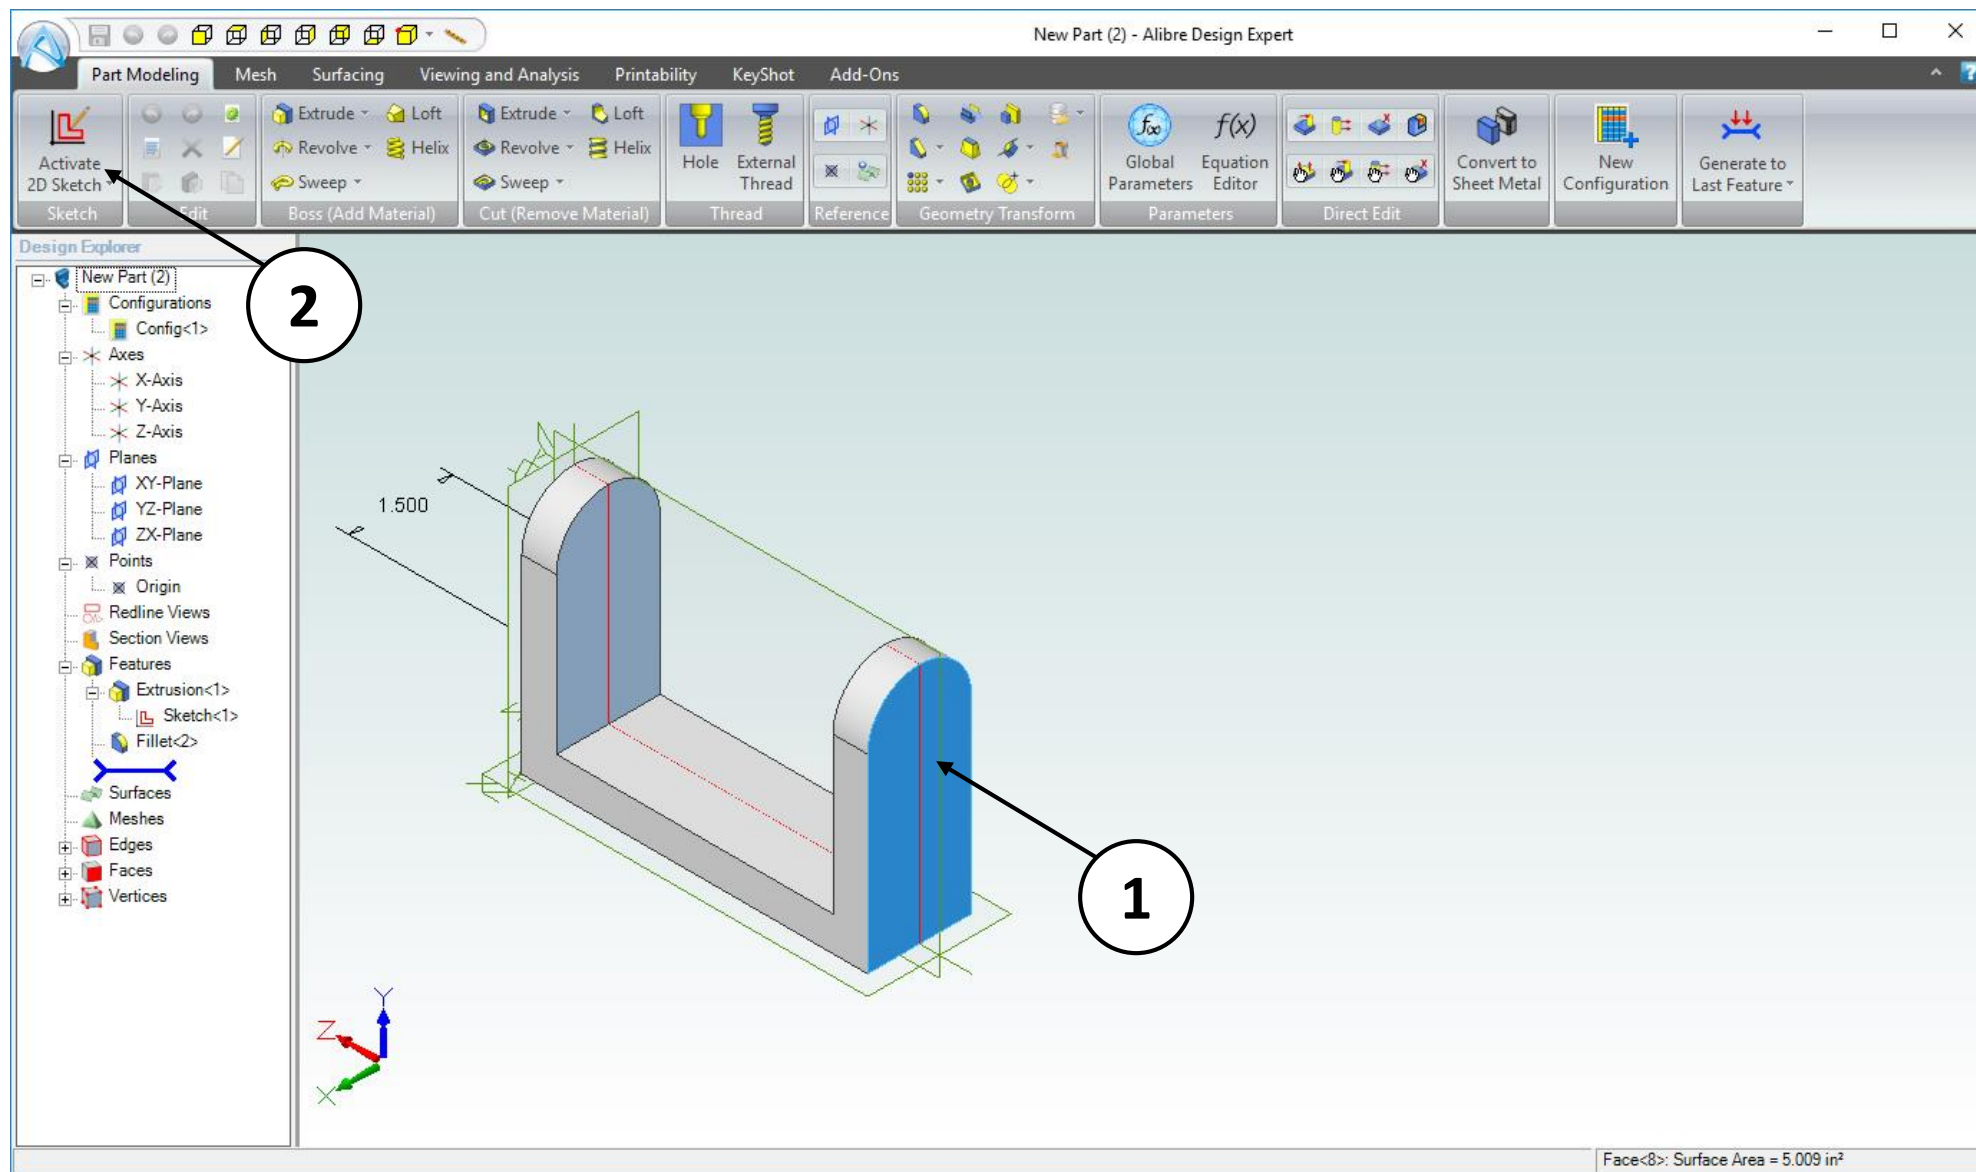 New Part (2) - Alibre Design Expert
Part Modeling Mesh Surfacing Viewing and Analysis Printability KeyShot Add-Ons
Activate
2D Sketch
Sketch
Edit
Extrude Loft
Revolve Helix
Sweep
Boss (Add Material)
Extrude Loft
Revolve Helix
Sweep
Cut (Remove Material)
Hole
External
Thread
Thread
Reference
Geometry Transform
Global
Parameters
f(x)
Equation
Editor
Parameters
Direct Edit
Convert to
Sheet Metal
New
Configuration
Generate to
Last Feature
Design Explorer
New Part (2)
Configurations
Config<1>
Axes
X-Axis
Y-Axis
Z-Axis
Planes
XY-Plane
YZ-Plane
ZX-Plane
Points
Origin
Redline Views
Section Views
Features
Extrusion<1>
Sketch<1>
Fillet<2>
Surfaces
Meshes
Edges
Faces
Vertices
2
1.500
1
Y
Z
X
Face<8>: Surface Area = 5.009 in²